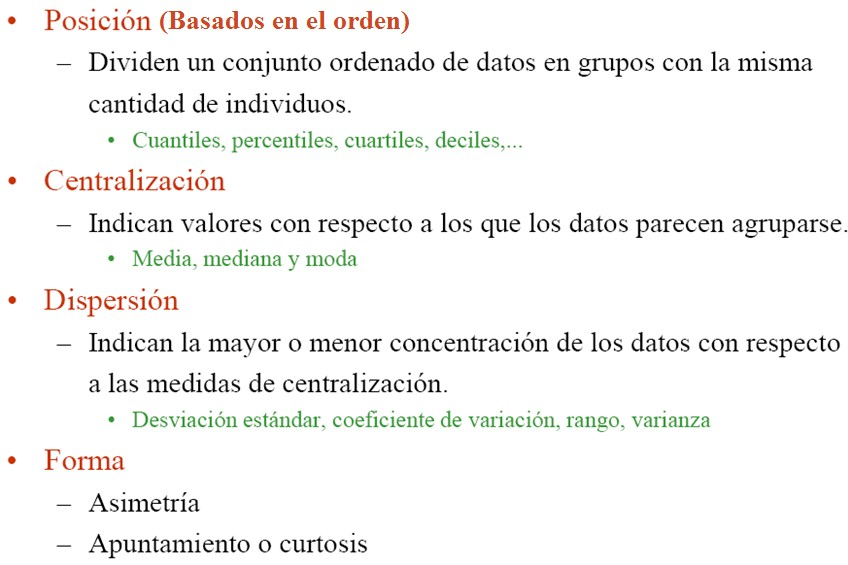 • Posición (Basados en el orden)
– Dividen un conjunto ordenado de datos en grupos con la misma
cantidad de individuos.
• Cuantiles, percentiles, cuartiles, deciles,...
• Centralización
– Indican valores con respecto a los que los datos parecen agruparse.
• Media, mediana y moda
• Dispersión
– Indican la mayor o menor concentración de los datos con respecto
a las medidas de centralización.
• Desviación estándar, coeficiente de variación, rango, varianza
• Forma
– Asimetría
– Apuntamiento o curtosis